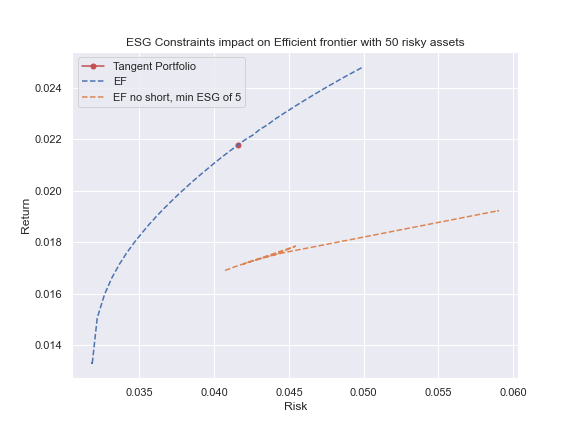 ESG Constraints impact on Efficient frontier with 50 risky assets
Tangent Portfolio
EF
EF no short, min ESG of 5
Return
0.024
0.022
0.020
0.018
0.016
0.014
0.035 0.040 0.045 0.050 0.055 0.060
Risk